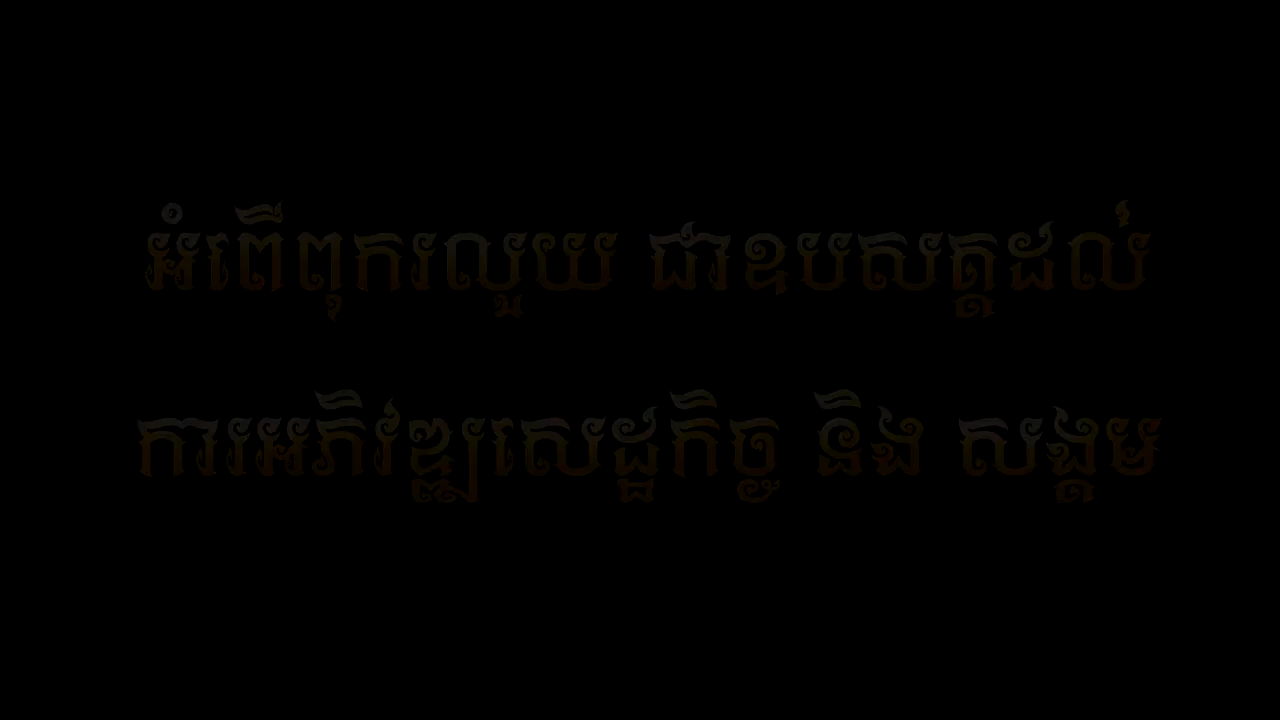 អំពើពុករលួយ ជាឧបសគ្គដល់
ការអភិវឌ្ឍសេដ្ឋកិច្ច និង សង្គម